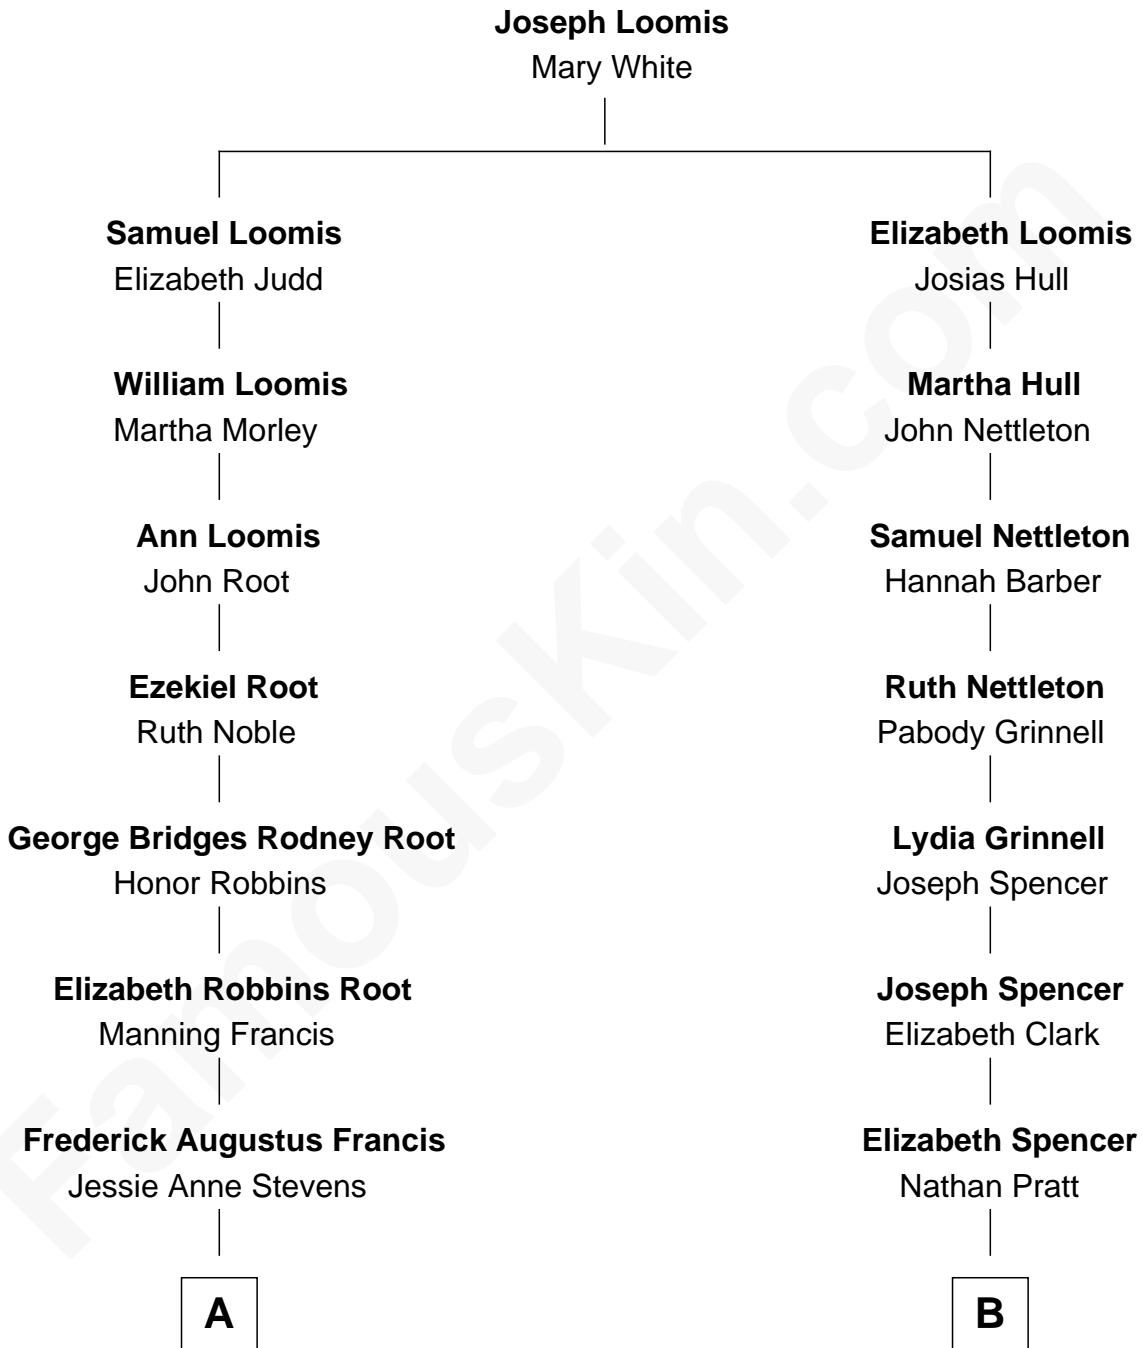 Joseph Loomis
Mary White
Samuel Loomis
Elizabeth Judd
William Loomis
Martha Morley
Ann Loomis
John Root
Ezekiel Root
Ruth Noble
George Bridges Rodney Root
Honor Robbins
Elizabeth Robbins Root
Manning Francis
Frederick Augustus Francis
Jessie Anne Stevens
A
Elizabeth Loomis
Josias Hull
Martha Hull
John Nettleton
Samuel Nettleton
Hannah Barber
Ruth Nettleton
Pabody Grinnell
Lydia Grinnell
Joseph Spencer
Joseph Spencer
Elizabeth Clark
Elizabeth Spencer
Nathan Pratt
B
FamousKin.com